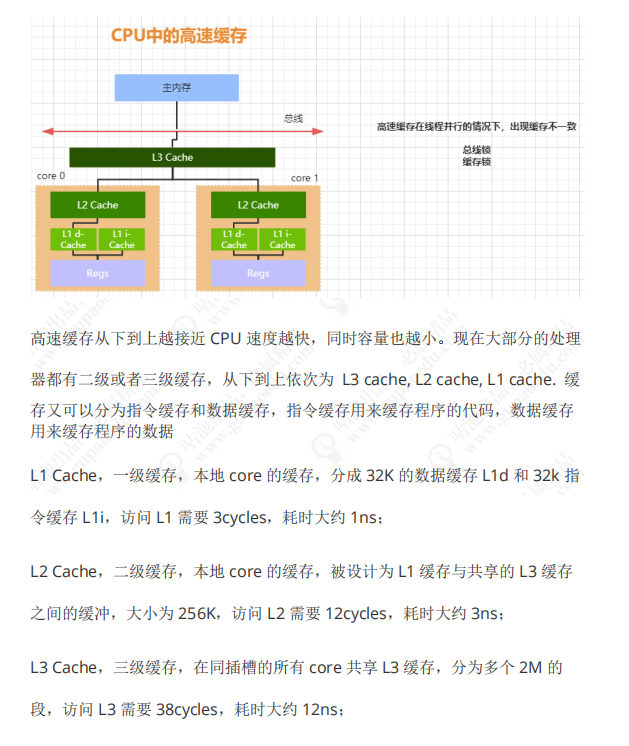 CPU中的高速缓存
主内存
总线
高速缓存在线程并行的情况下，出现缓存不一致
总线锁
缓存锁
L3 Cache
core 0
core 1
L2 Cache
L2 Cache
L1 d-
Cache
L1 i-
Cache
L1 d-
Cache
L1 i-
Cache
Regs
Regs
高速缓存从下到上越接近 CPU 速度越快，同时容量也越小。现在大部分的处理
器都有二级或者三级缓存，从下到上依次为 L3 cache, L2 cache, L1 cache. 缓
存又可以分为指令缓存和数据缓存，指令缓存用来缓存程序的代码，数据缓存
用来缓存程序的数据
L1 Cache，一级缓存，本地 core 的缓存，分成 32K 的数据缓存 L1d 和 32k 指
令缓存 L1i，访问 L1 需要 3cycles，耗时大约 1ns；
L2 Cache，二级缓存，本地 core 的缓存，被设计为 L1 缓存与共享的 L3 缓存
之间的缓冲，大小为 256K，访问 L2 需要 12cycles，耗时大约 3ns；
L3 Cache，三级缓存，在同插槽的所有 core 共享 L3 缓存，分为多个 2M 的
段，访问 L3 需要 38cycles，耗时大约 12ns；